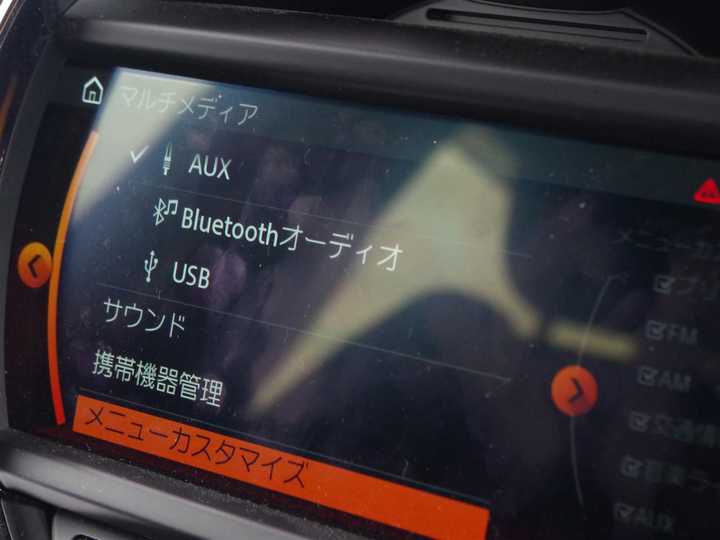 マルチメディア
AUX
Bluetoothオーディオ
USB
サウンド
携帯機器管理
メニューカスタマイズ
FM
AM
AUX